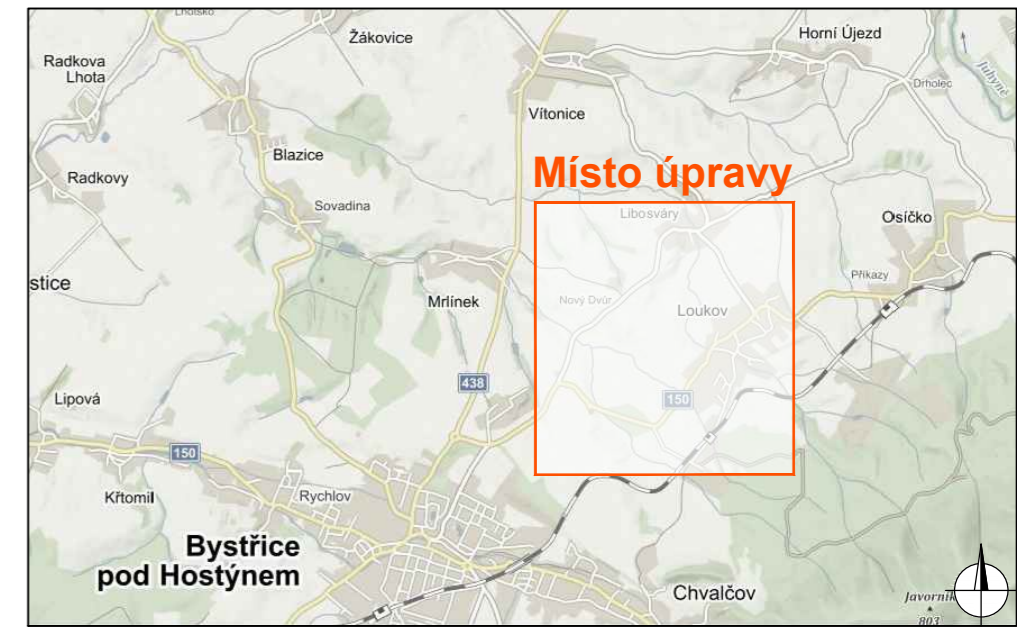 Lhotsko
Žákovice
Horní Újezd
Radkova
Lhota
Juhyně
Drholec
Vítonice
Blazice
Místo úpravy
Radkovy
Sovadina
Libosváry
Osíčko
Příkazy
stice
Mrlínek
Nový Dvůr
Loukov
438
150
Lipová
150
Křtomil
Rychlov
Bystřice
pod Hostýnem
Chvalčov
Javorník
803